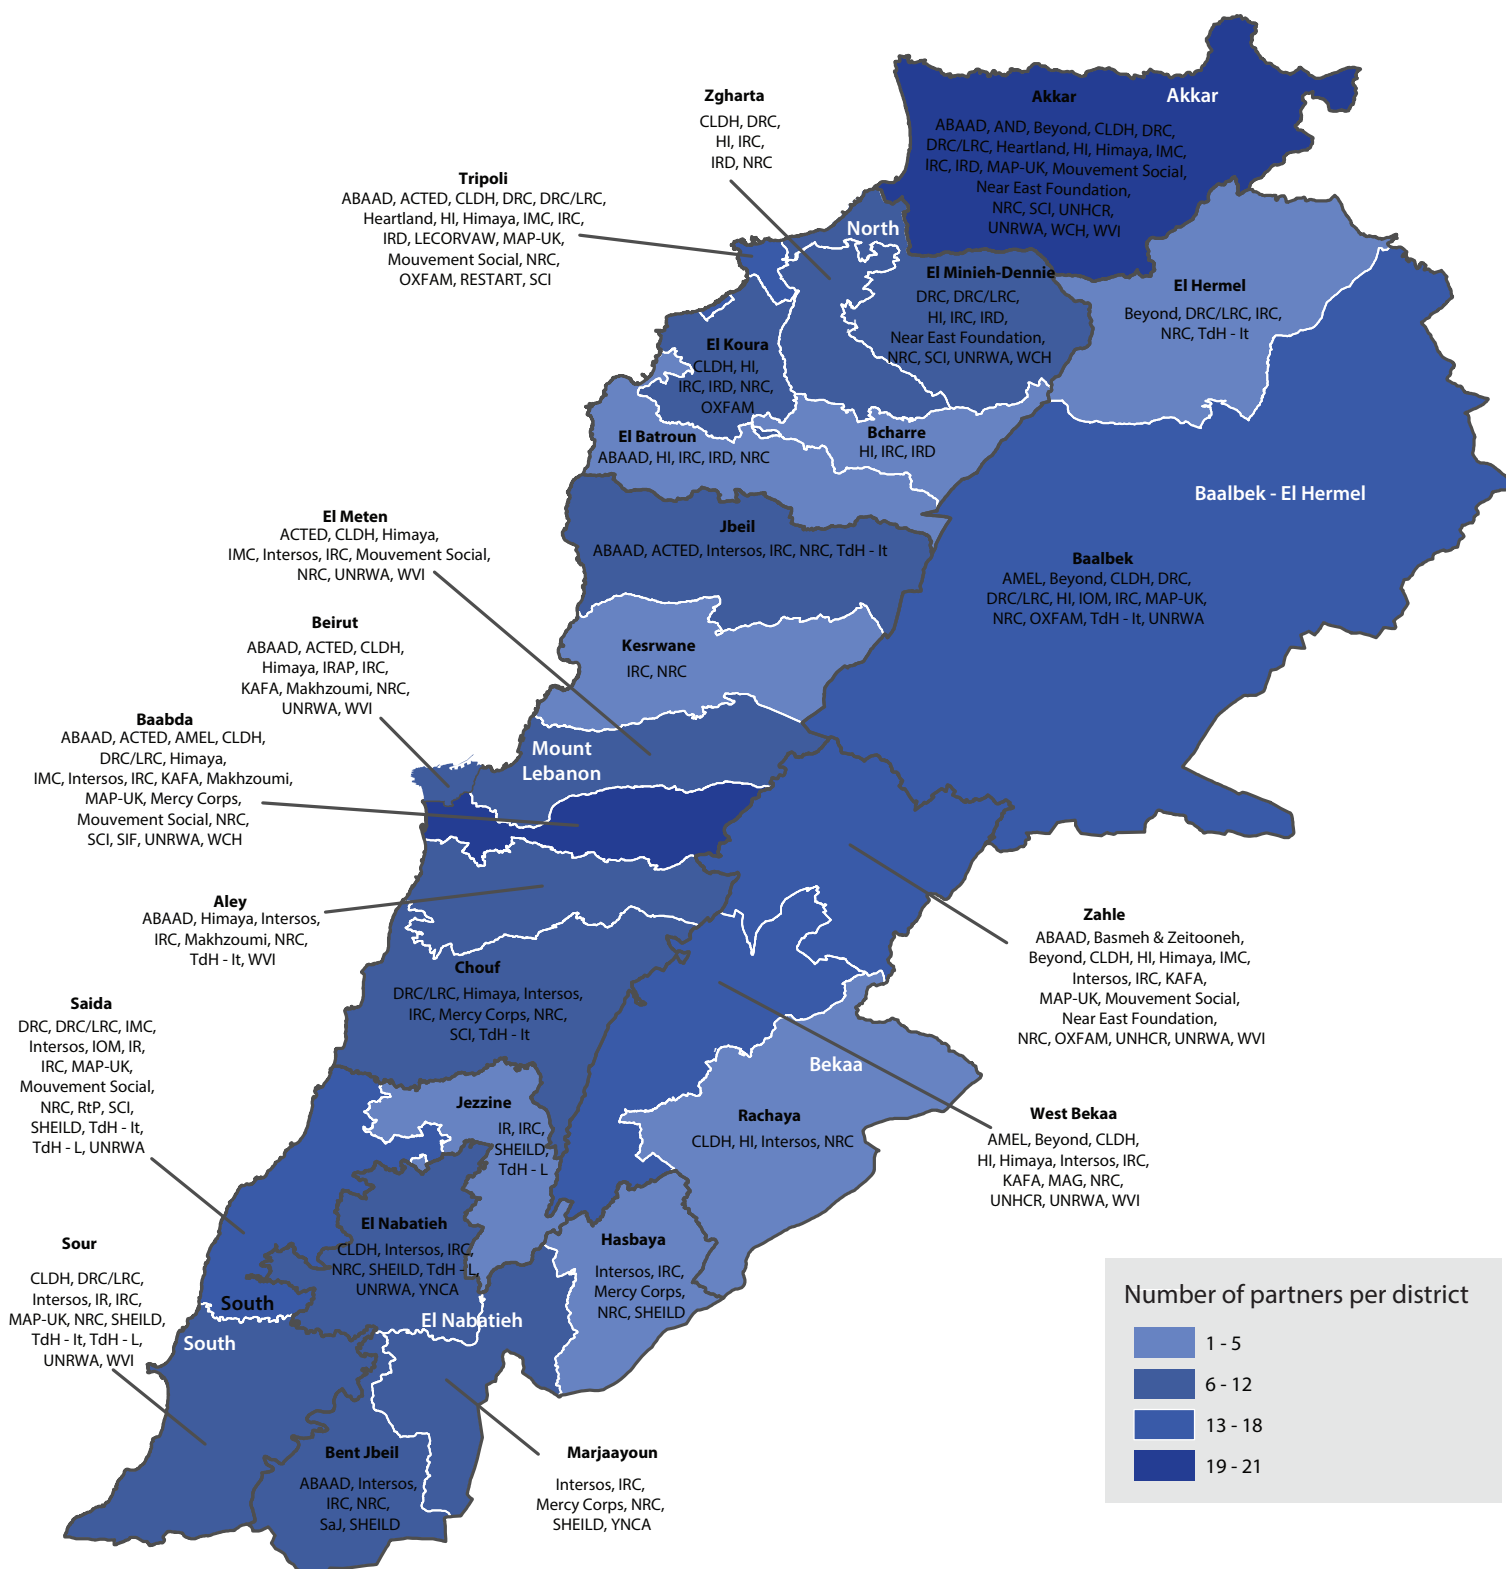 Akkar
Akkar
ABAAD, AND, Beyond, CLDH, DRC,
DRC/LRC, Heartland, HI, Himaya, IMC,
IRC, IRD, MAP-UK, Mouvement Social,
Near East Foundation,
NRC, SCI, UNHCR,
UNRWA, WCH, WVI
Zgharta
CLDH, DRC,
HI, IRC,
IRD, NRC
Tripoli
ABAAD, ACTED, CLDH, DRC, DRC/LRC,
Heartland, HI, Himaya, IMC, IRC,
IRD, LECORVAW, MAP-UK,
Mouvement Social, NRC,
OXFAM, RESTART, SCI
North
El Minieh-Dennie
DRC, DRC/LRC,
HI, IRC, IRD,
Near East Foundation,
NRC, SCI, UNRWA, WCH
El Hermel
Beyond, DRC/LRC, IRC,
NRC, TdH - It
El Koura
CLDH, HI,
IRC, IRD, NRC,
OXFAM
El Batroun
ABAAD, HI, IRC, IRD, NRC
Bcharre
HI, IRC, IRD
Baalbek - El Hermel
Jbeil
ABAAD, ACTED, Intersos, IRC, NRC, TdH - It
El Meten
ACTED, CLDH, Himaya,
IMC, Intersos, IRC, Mouvement Social,
NRC, UNRWA, WVI
Baalbek
AMEL, Beyond, CLDH, DRC,
DRC/LRC, HI, IOM, IRC, MAP-UK,
NRC, OXFAM, TdH - It, UNRWA
Beirut
ABAAD, ACTED, CLDH,
Himaya, IRAP, IRC,
KAFA, Makhzoumi, NRC,
UNRWA, WVI
Kesrwane
IRC, NRC
Baabda
ABAAD, ACTED, AMEL, CLDH,
DRC/LRC, Himaya,
IMC, Intersos, IRC, KAFA, Makhzoumi,
MAP-UK, Mercy Corps,
Mouvement Social, NRC,
SCI, SIF, UNRWA, WCH
Mount
Lebanon
Aley
ABAAD, Himaya, Intersos,
IRC, Makhzoumi, NRC,
TdH - It, WVI
Zahle
ABAAD, Basmeh & Zeitooneh,
Beyond, CLDH, HI, Himaya, IMC,
Intersos, IRC, KAFA,
MAP-UK, Mouvement Social,
Near East Foundation,
NRC, OXFAM, UNHCR, UNRWA, WVI
Chouf
DRC/LRC, Himaya, Intersos,
IRC, Mercy Corps, NRC,
SCI, TdH - It
Saida
DRC, DRC/LRC, IMC,
Intersos, IOM, IR,
IRC, MAP-UK,
Mouvement Social,
NRC, RtP, SCI,
SHEILD, TdH - It,
TdH - L, UNRWA
Bekaa
Jezzine
IR, IRC,
SHEILD,
TdH - L
Rachaya
CLDH, HI, Intersos, NRC
West Bekaa
AMEL, Beyond, CLDH,
HI, Himaya, Intersos, IRC,
KAFA, MAG, NRC,
UNHCR, UNRWA, WVI
El Nabatieh
CLDH, Intersos, IRC,
NRC, SHEILD, TdH - L,
UNRWA, YNCA
Hasbaya
Intersos, IRC,
Mercy Corps,
NRC, SHEILD
Sour
CLDH, DRC/LRC,
Intersos, IR, IRC,
MAP-UK, NRC, SHEILD,
TdH - It, TdH - L,
UNRWA, WVI
South
South
El Nabatieh
Bent Jbeil
ABAAD, Intersos,
IRC, NRC,
SaJ, SHEILD
Marjaayoun
Intersos, IRC,
Mercy Corps, NRC,
SHEILD, YNCA
Number of partners per district
1 - 5
6 - 12
13 - 18
19 - 21